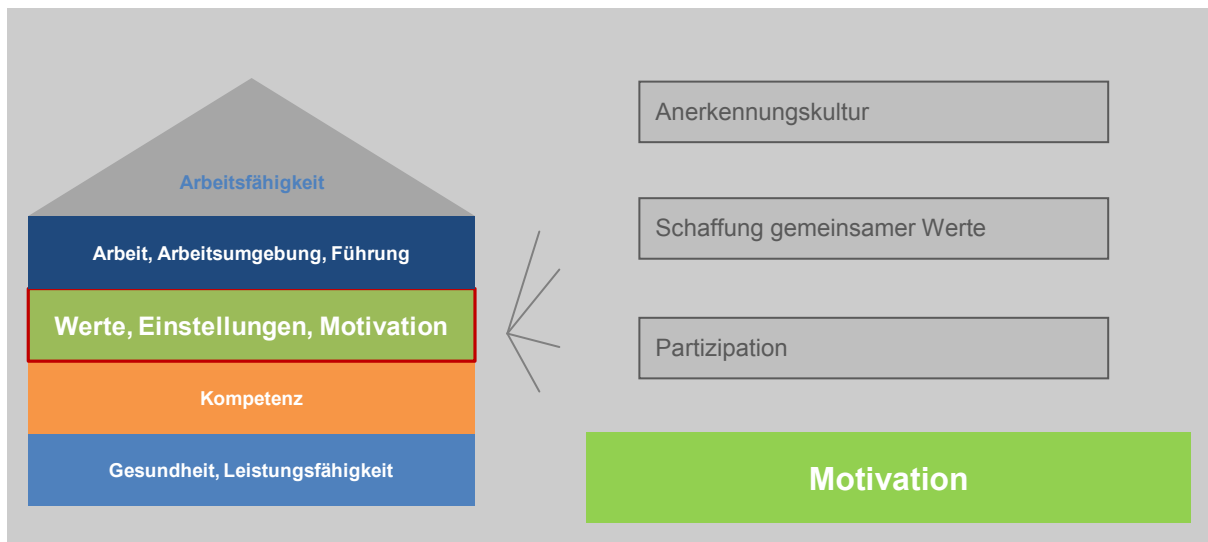 Arbeitsfähigkeit
Arbeit, Arbeitsumgebung, Führung
Werte, Einstellungen, Motivation
Kompetenz
Gesundheit, Leistungsfähigkeit
Anerkennungskultur
Schaffung gemeinsamer Werte
Partizipation
Motivation